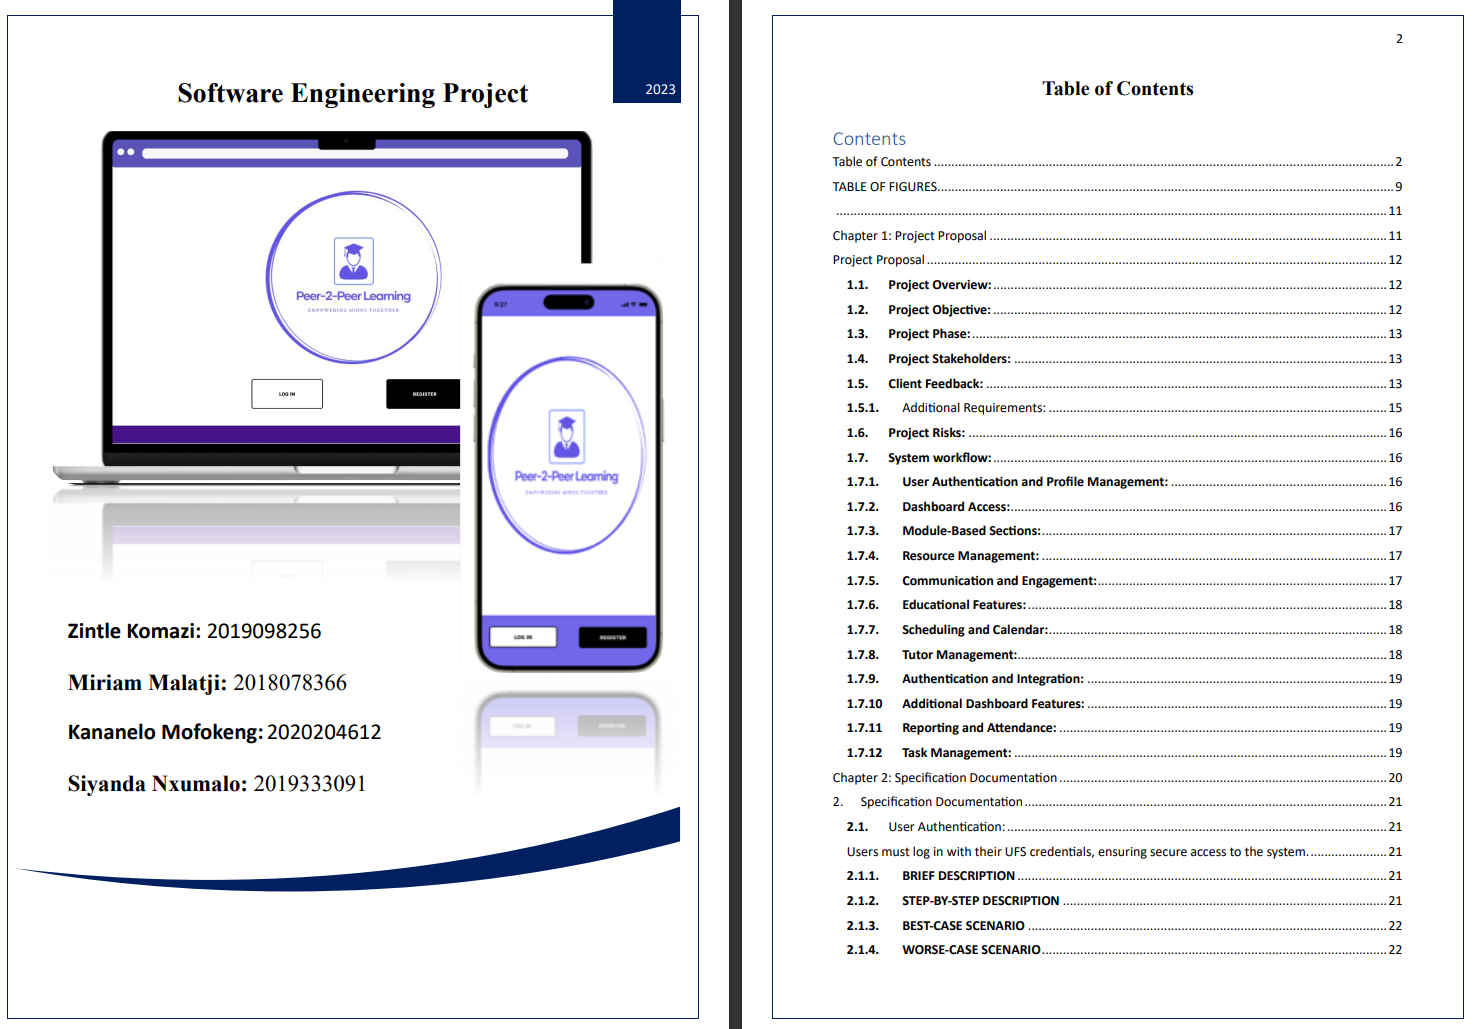 2023
Software Engineering Project
Peer-2-Peer Learning
EMPOWERING MINDS TOGETHER
LOG IN
REGISTER
9:27
Peer-2-Peer Learning
EMPOWERING MINDS TOGETHER
LOG IN
REGISTER
Zintle Komazi: 2019098256
Miriam Malatji: 2018078366
Kananelo Mofokeng: 2020204612
Siyanda Nxumalo: 2019333091
2
Table of Contents
Contents
Table of Contents ........ 2
TABLE OF FIGURES ........ 9
........ 11
Chapter 1: Project Proposal ........ 11
Project Proposal ........ 12
1.1. Project Overview: ........ 12
1.2. Project Objective: ........ 12
1.3. Project Phase: ........ 13
1.4. Project Stakeholders: ........ 13
1.5. Client Feedback: ........ 13
1.5.1. Additional Requirements: ........ 15
1.6. Project Risks: ........ 16
1.7. System workflow: ........ 16
1.7.1. User Authentication and Profile Management: ........ 16
1.7.2. Dashboard Access: ........ 16
1.7.3. Module-Based Sections: ........ 17
1.7.4. Resource Management: ........ 17
1.7.5. Communication and Engagement: ........ 17
1.7.6. Educational Features: ........ 18
1.7.7. Scheduling and Calendar: ........ 18
1.7.8. Tutor Management: ........ 18
1.7.9. Authentication and Integration: ........ 19
1.7.10 Additional Dashboard Features: ........ 19
1.7.11 Reporting and Attendance: ........ 19
1.7.12 Task Management: ........ 19
Chapter 2: Specification Documentation ........ 20
2. Specification Documentation ........ 21
2.1. User Authentication: ........ 21
Users must log in with their UFS credentials, ensuring secure access to the system. ........ 21
2.1.1. BRIEF DESCRIPTION ........ 21
2.1.2. STEP-BY-STEP DESCRIPTION ........ 21
2.1.3. BEST-CASE SCENARIO ........ 22
2.1.4. WORSE-CASE SCENARIO ........ 22